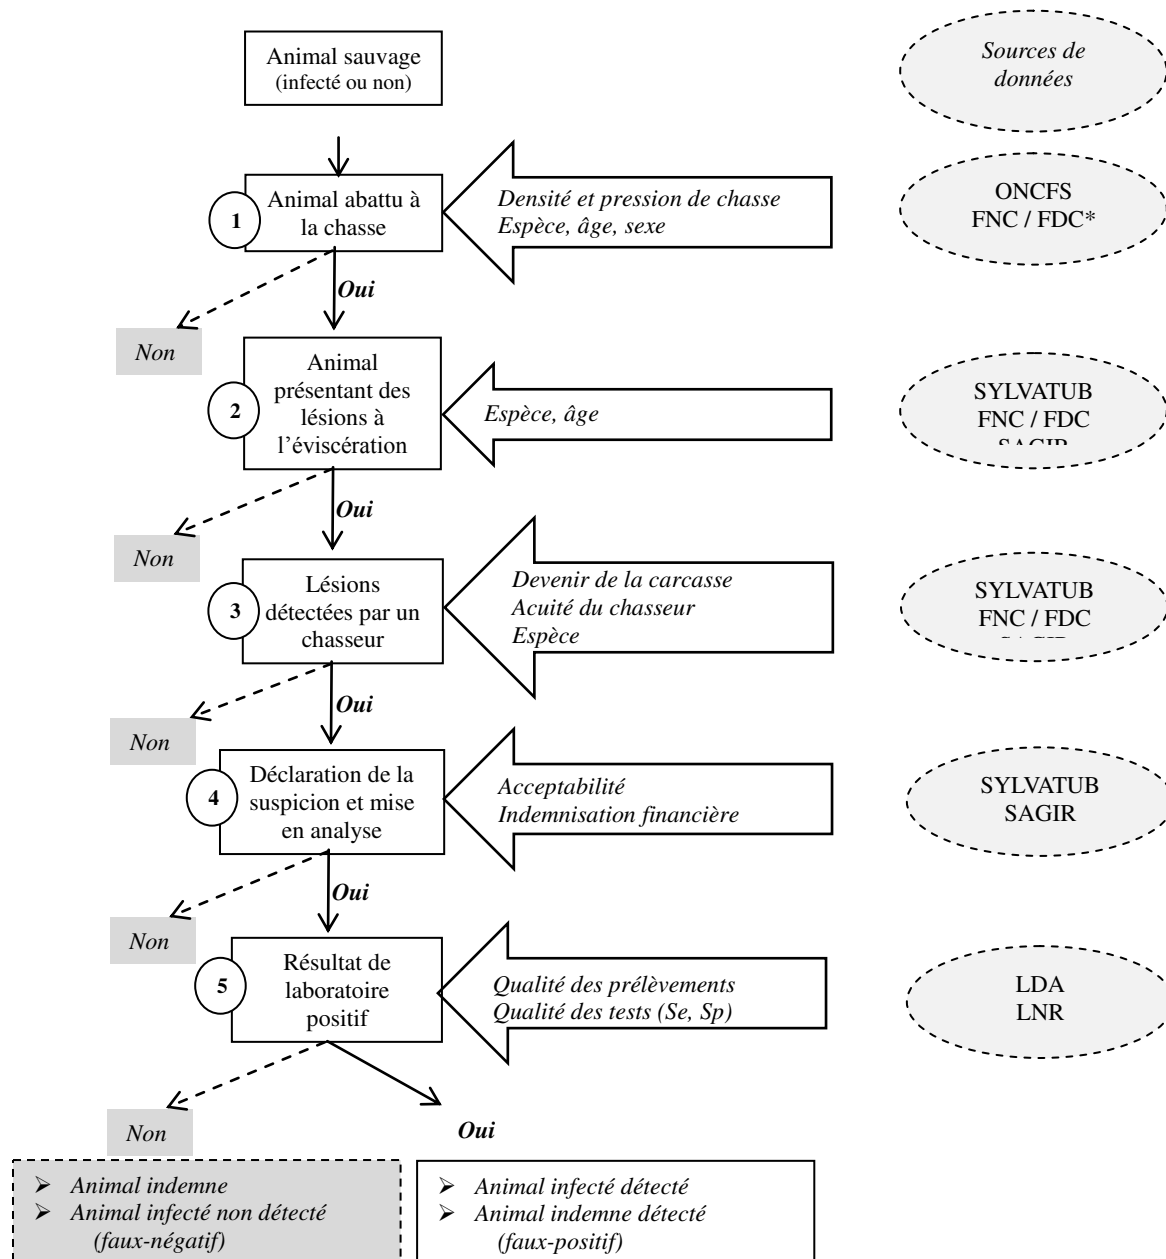 Animal sauvage
(infecté ou non)
Sources de
données
1
Animal abattu à
la chasse
Densité et pression de chasse
Espèce, âge, sexe
ONCFS
FNC / FDC*
Oui
Non
2
Animal
présentant des
lésions à
l'éviscération
Espèce, âge
SYLVATUB
FNC / FDC
SAGIR
Oui
Non
3
Lésions
détectées par un
chasseur
Devenir de la carcasse
Acuité du chasseur
Espèce
SYLVATUB
FNC / FDC
Oui
Non
4
Déclaration de la
suspicion et mise
en analyse
Acceptabilité
Indemnisation financière
SYLVATUB
SAGIR
Oui
Non
5
Résultat de
laboratoire
positif
Qualité des prélèvements
Qualité des tests (Se, Sp)
LDA
LNR
Non
Oui
➢ Animal indemne
➢ Animal infecté non détecté
(faux-négatif)
➢ Animal infecté détecté
➢ Animal indemne détecté
(faux-positif)